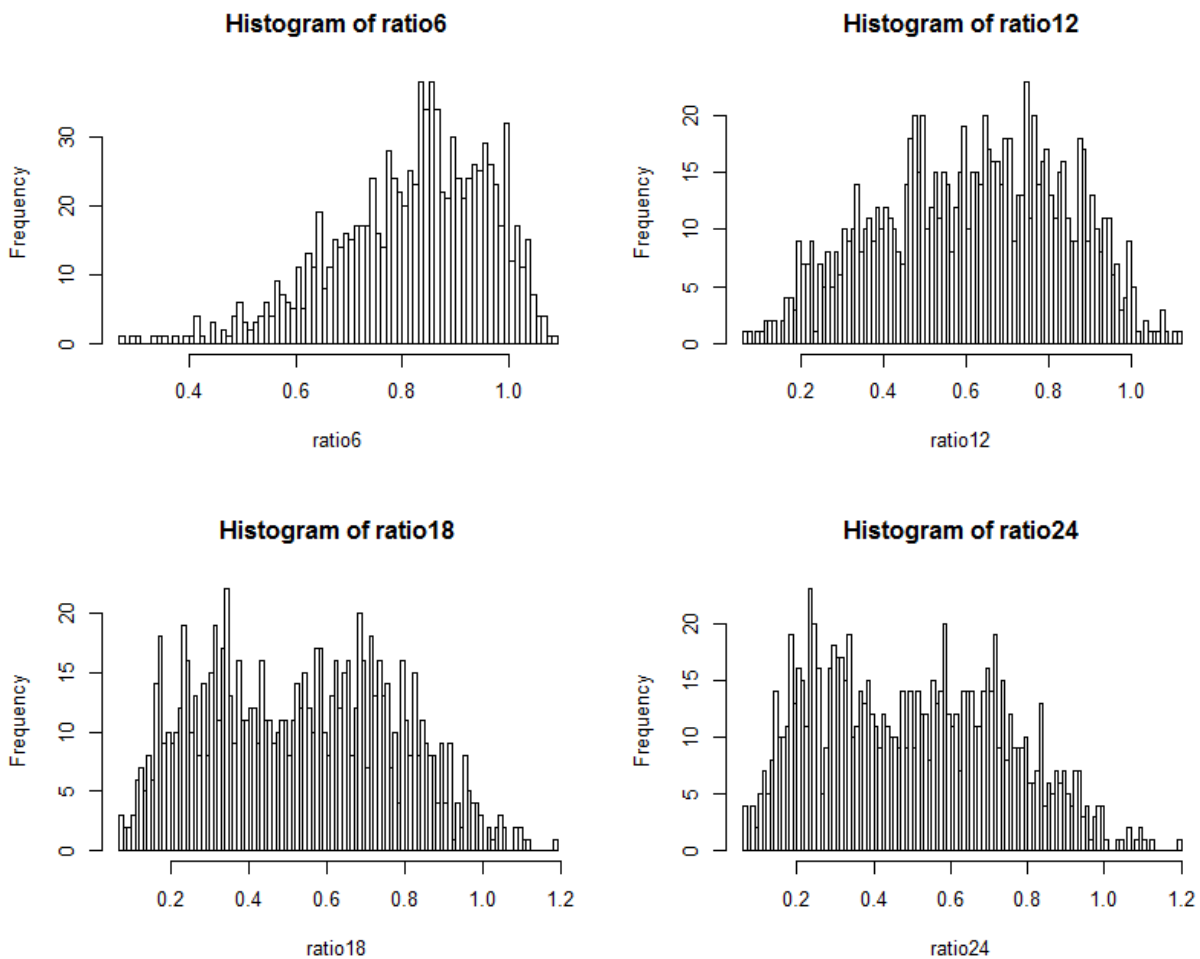 Histogram of ratio6
Frequency
0 10 20 30
0.4 0.6 0.8 1.0
ratio6
Histogram of ratio12
Frequency
0 5 10 15 20
0.2 0.4 0.6 0.8 1.0
ratio12
Histogram of ratio18
Frequency
0 5 10 15 20
0.2 0.4 0.6 0.8 1.0 1.2
ratio18
Histogram of ratio24
Frequency
0 5 10 15 20
0.2 0.4 0.6 0.8 1.0 1.2
ratio24